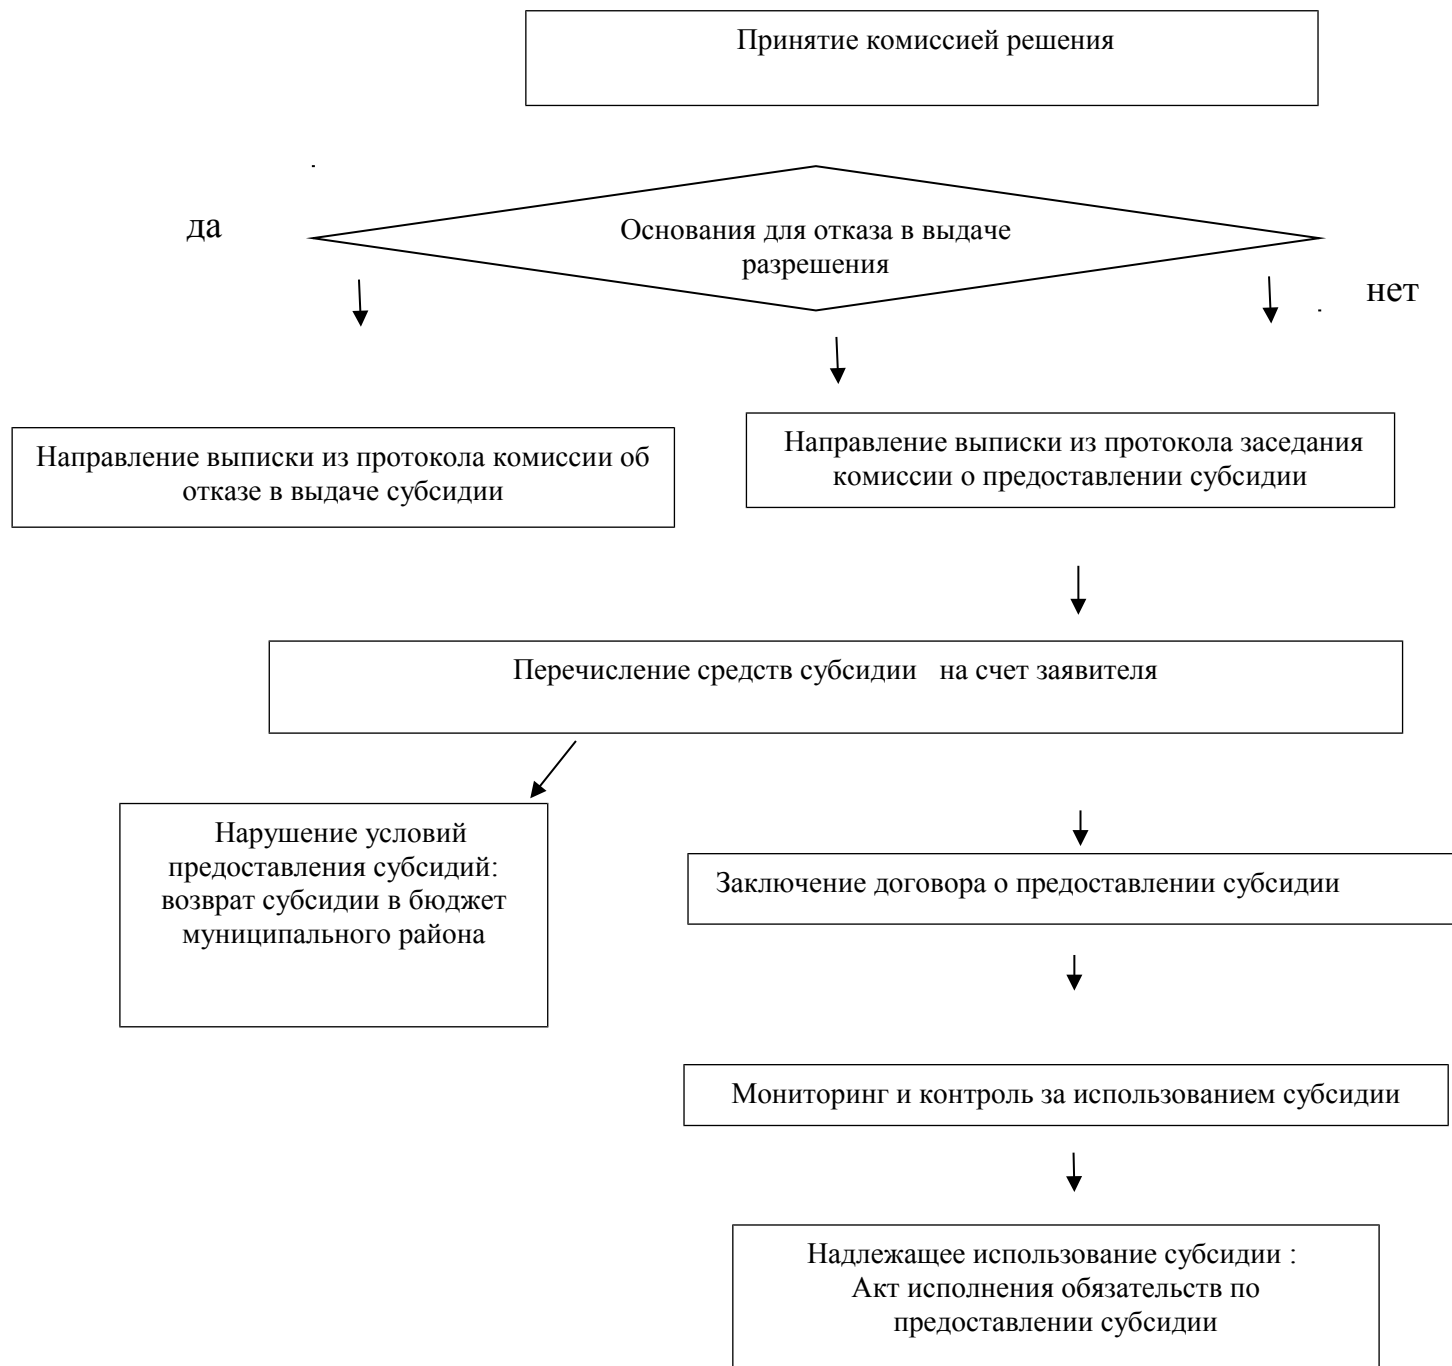 Принятие комиссией решения
да
Основания для отказа в выдаче
разрешения
нет
Направление выписки из протокола комиссии об
отказе в выдаче субсидии
Направление выписки из протокола заседания
комиссии о предоставлении субсидии
Перечисление средств субсидии на счет заявителя
Нарушение условий
предоставления субсидий:
возврат субсидии в бюджет
муниципального района
Заключение договора о предоставлении субсидии
Мониторинг и контроль за использованием субсидии
Надлежащее использование субсидии :
Акт исполнения обязательств по
предоставлении субсидии